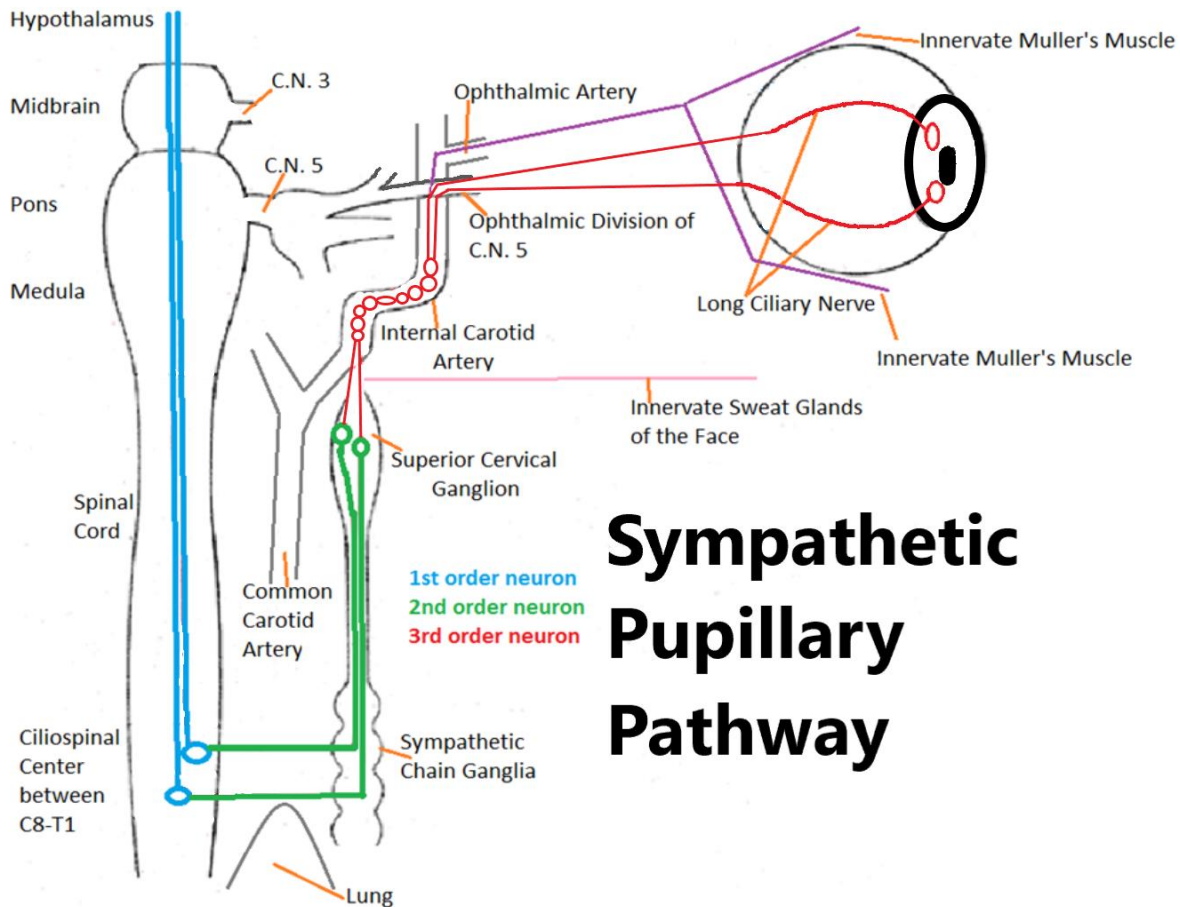 Hypothalamus
Midbrain
C.N. 3
Pons
C.N. 5
Medula
Ophthalmic Artery
Innervate Muller's Muscle
Ophthalmic Division of
C.N. 5
Long Ciliary Nerve
Innervate Muller's Muscle
Internal Carotid
Artery
Innervate Sweat Glands
of the Face
Superior Cervical
Ganglion
Spinal
Cord
Common
Carotid
Artery
1st order neuron
2nd order neuron
3rd order neuron
Sympathetic
Pupillary
Pathway
Ciliospinal
Center
between
C8-T1
Sympathetic
Chain Ganglia
Lung